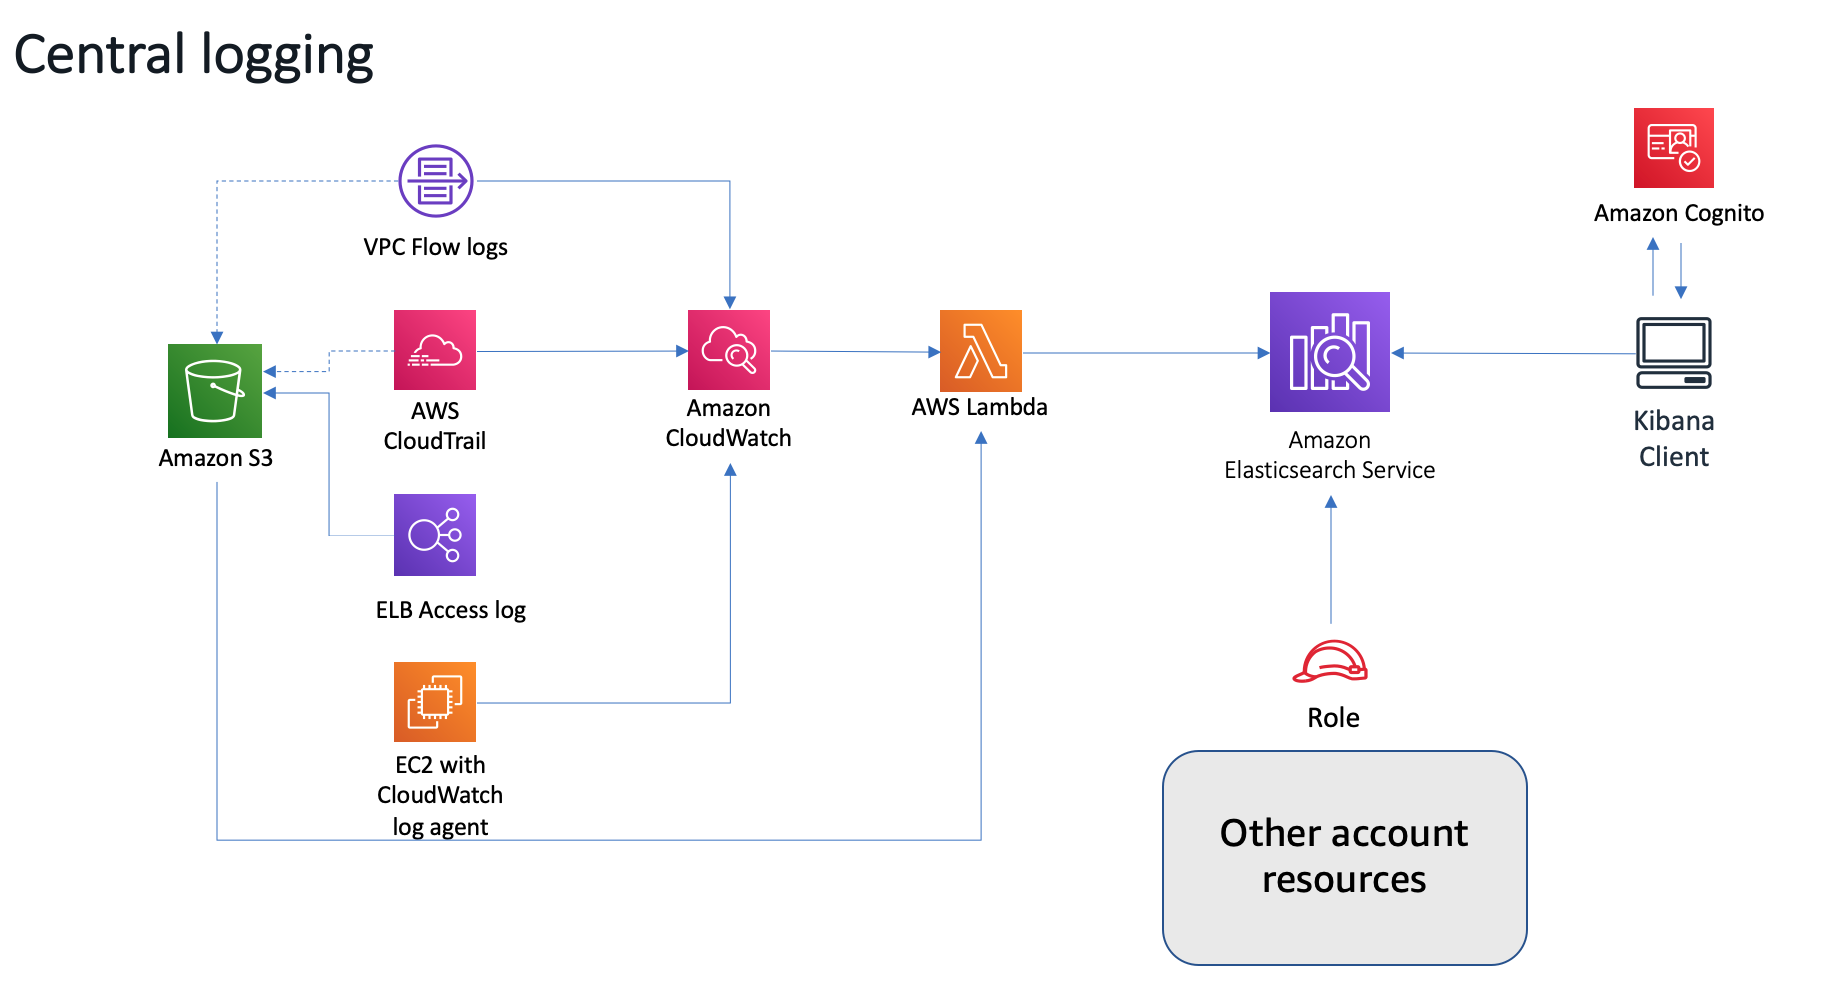 Central logging
VPC Flow logs
Amazon Cognito
AWS
CloudTrail
Amazon
CloudWatch
AWS Lambda
Amazon
Elasticsearch Service
Kibana
Client
Amazon S3
ELB Access log
EC2 with
CloudWatch
log agent
Role
Other account
resources